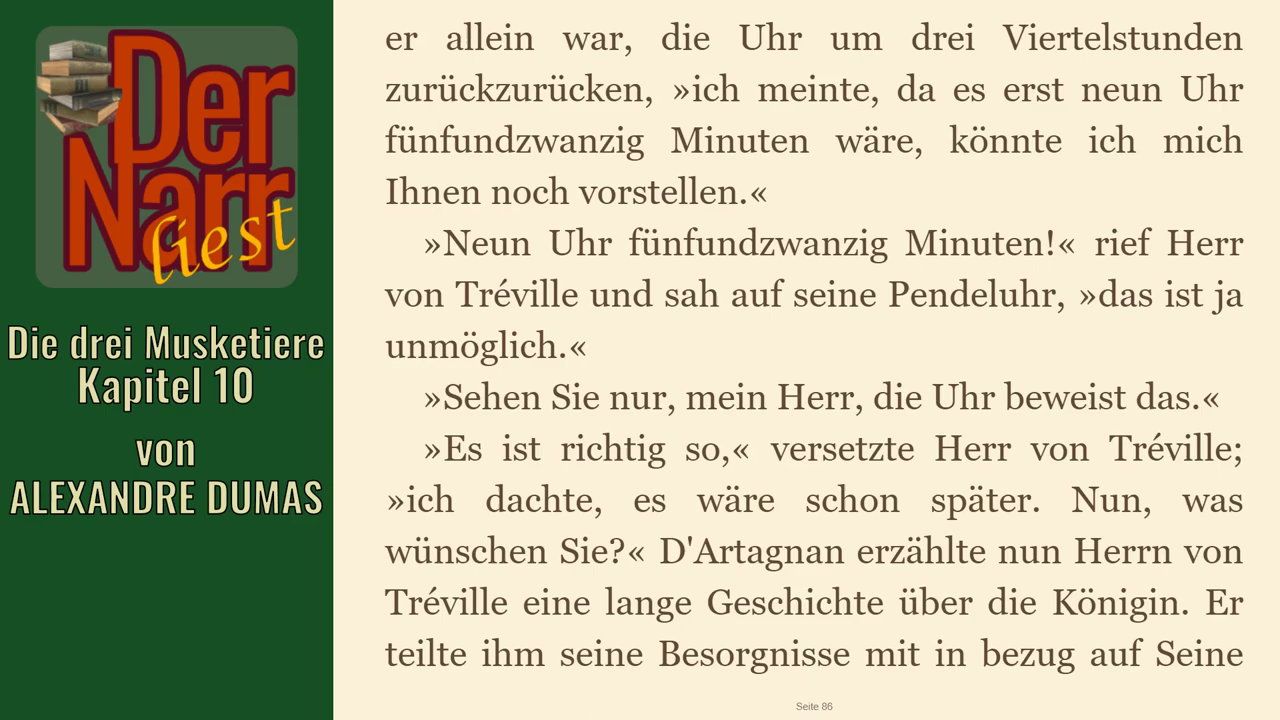 Der
Narr
liest
Die drei Musketiere
Kapitel 10
von
ALEXANDRE DUMAS
er allein war, die Uhr um drei Viertelstunden
zurückzurücken, »ich meinte, da es erst neun Uhr
fünfundzwanzig Minuten wäre, könnte ich mich
Ihnen noch vorstellen.«
»Neun Uhr fünfundzwanzig Minuten!« rief Herr
von Tréville und sah auf seine Pendeluhr, »das ist ja
unmöglich.«
»Sehen Sie nur, mein Herr, die Uhr beweist das.«
»Es ist richtig so,« versetzte Herr von Tréville;
»ich dachte, es wäre schon später. Nun, was
wünschen Sie?« D'Artagnan erzählte nun Herrn von
Tréville eine lange Geschichte über die Königin. Er
teilte ihm seine Besorgnisse mit in bezug auf Seine
Seite 86